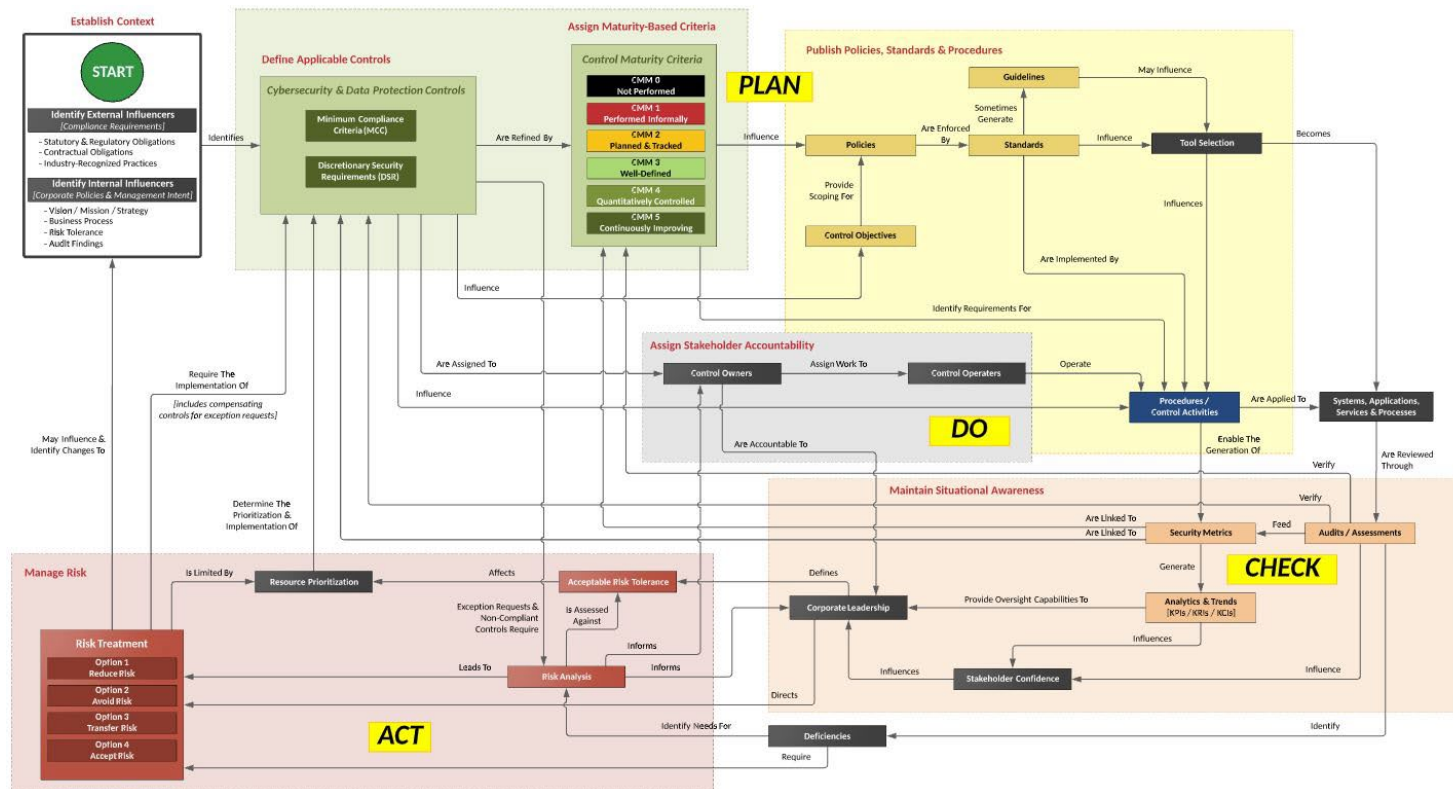 Establish Context
START
Identify External Influencers
[Compliance Requirements]
- Statutory & Regulatory Obligations
- Contractual Obligations
- Industry-Recognized Practices
Identify Internal Influencers
[Corporate Policies & Management Intent]
- Vision / Mission / Strategy
- Business Process
- Risk Tolerance
- Audit Findings
Identifies
Define Applicable Controls
Cybersecurity & Data Protection Controls
Minimum Compliance
Criteria (MCC)
Discretionary Security
Requirements (DSR)
Are Refined By
Assign Maturity-Based Criteria
Control Maturity Criteria
CMM 0
Not Performed
CMM 1
Performed Informally
CMM 2
Planned & Tracked
CMM 3
Well-Defined
CMM 4
Quantitatively Controlled
CMM 5
Continuously Improving
PLAN
Influence
Publish Policies, Standards & Procedures
Guidelines
May Influence
Sometimes
Generate
Policies
Are Enforced
By
Standards
Influence
Tool Selection
Becomes
Provide
Scoping For
Control Objectives
Influences
Are Implemented By
Influence
Identify Requirements For
Assign Stakeholder Accountability
Are Assigned To
Control Owners
Assign Work To
Control Operaters
Operate
Influence
Procedures /
Control Activities
Are Applied To
Systems, Applications,
Services & Processes
Are Accountable To
DO
Enable The
Generation Of
Are Reviewed
Through
Require The
Implementation Of
[includes compensating
controls for exception requests]
May Influence &
Identify Changes To
Determine The
Prioritization &
Implementation Of
Verify
Verify
Maintain Situational Awareness
Are Linked To
Are Linked To
Security Metrics
Feed
Audits / Assessments
CHECK
Generate
Analytics & Trends
[KPIs / KRIs / KCIs]
Provide Oversight Capabilities To
Influences
Corporate Leadership
Defines
Influences
Stakeholder Confidence
Influence
Manage Risk
Is Limited By
Resource Prioritization
Affects
Acceptable Risk Tolerance
Exception Requests &
Non-Compliant
Controls Require
Is Assessed
Against
Informs
Risk Treatment
Option 1
Reduce Risk
Option 2
Avoid Risk
Option 3
Transfer Risk
Option 4
Accept Risk
Leads To
Risk Analysis
Informs
Directs
ACT
Identify Needs For
Deficiencies
Identify
Require